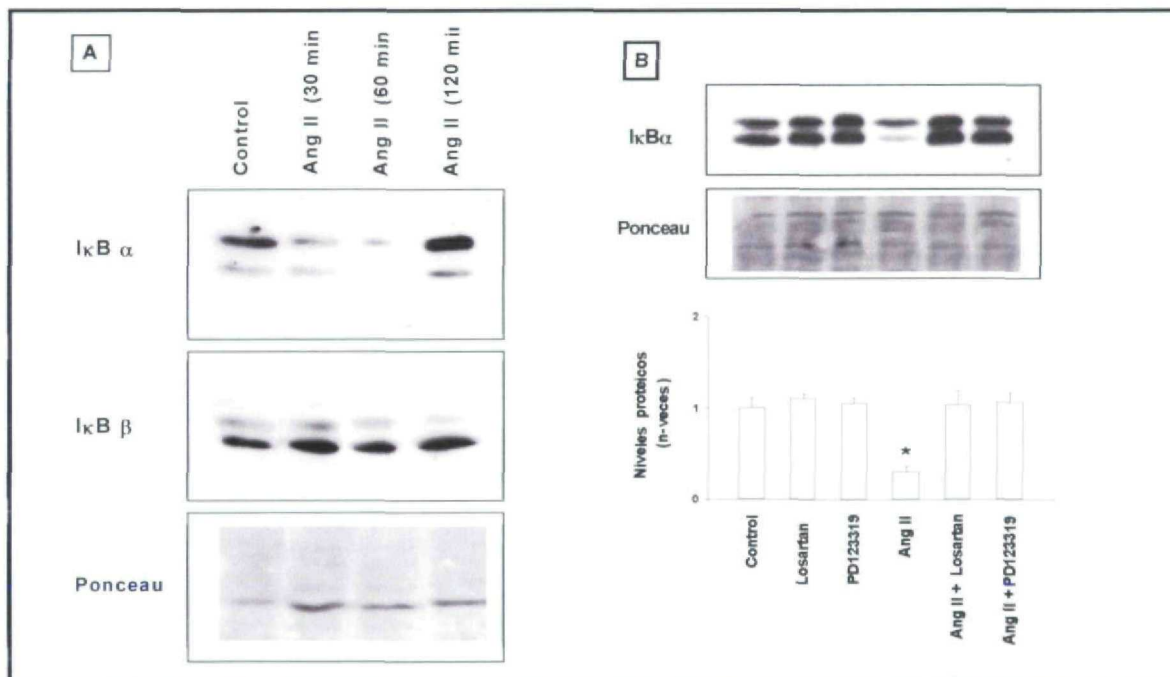 A
Control
Ang II (30 min
Ang II (60 min
Ang II (120 min
IκB α
IκB β
Ponceau
B
IκBα
Ponceau
Niveles proteicos
(n-veces)
2
1
0
*
Control
Losartan
PD123319
Ang II
Ang II + Losartan
Ang II + PD123319